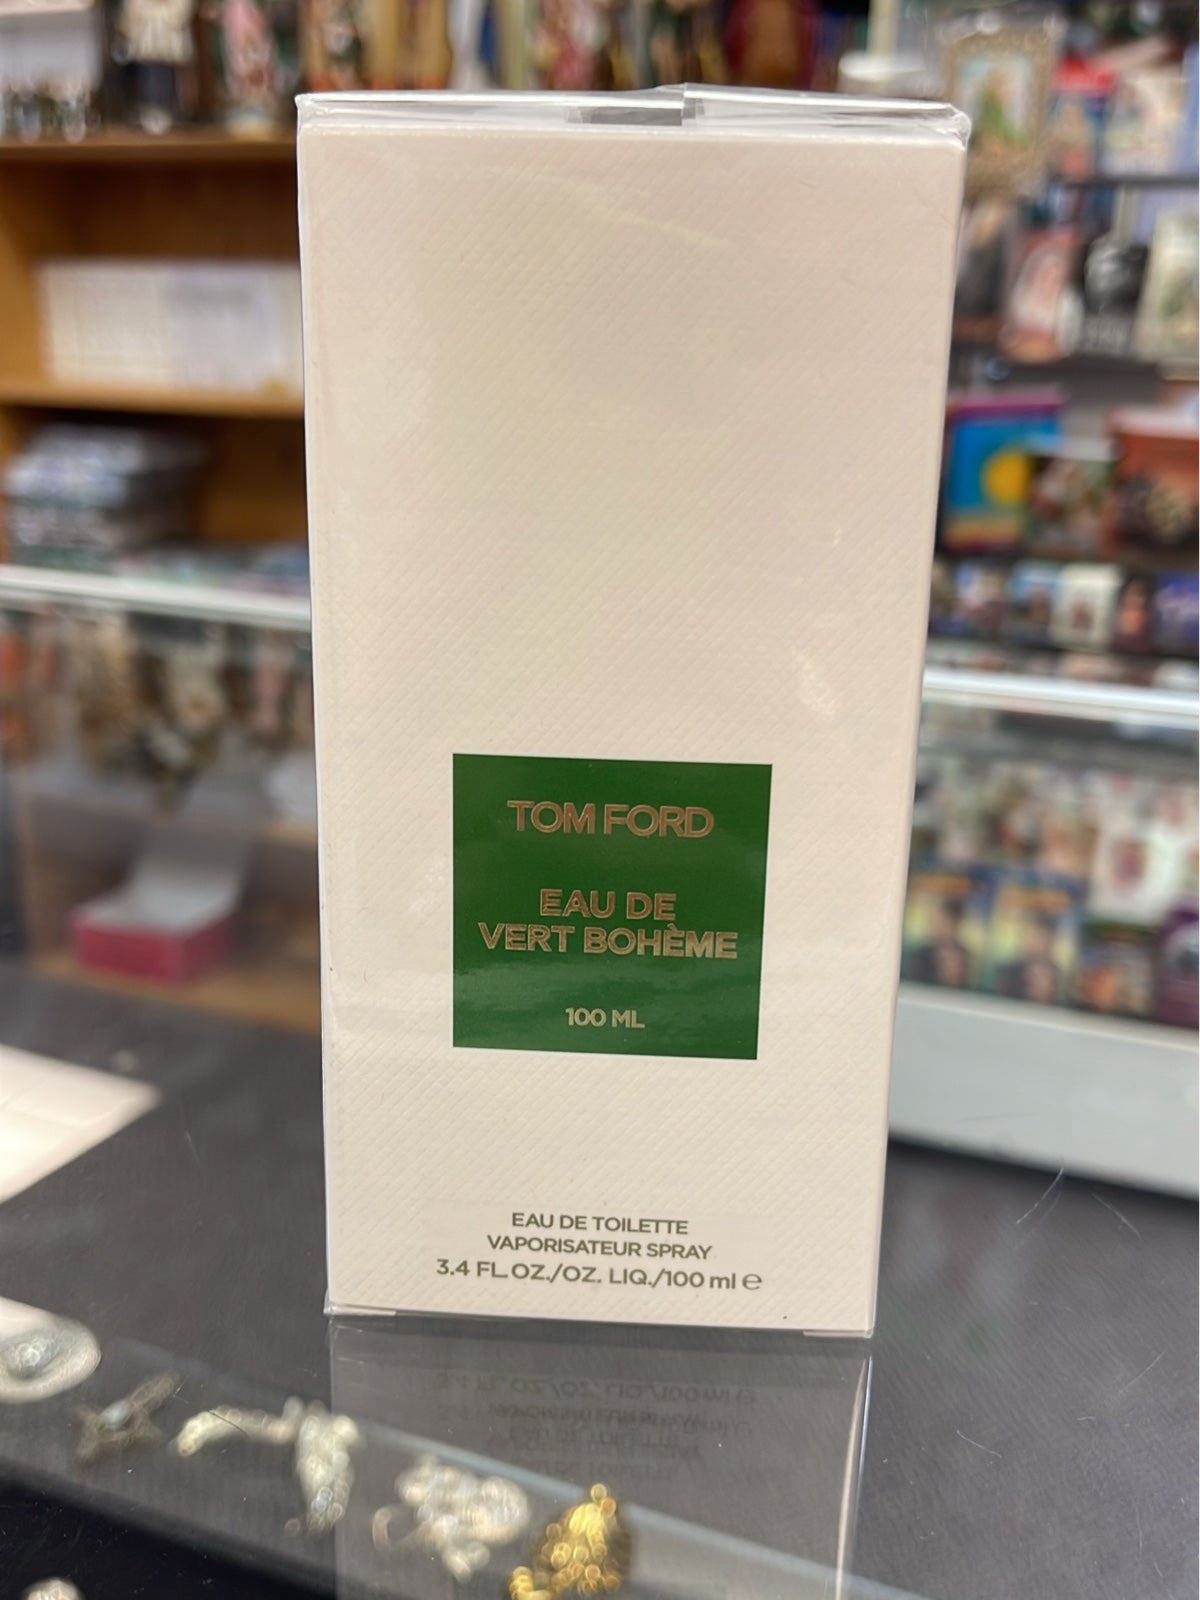 TOM FORD
EAU DE
VERT BOHÈME
100 ML
EAU DE TOILETTE
VAPORISATEUR SPRAY
3.4 FL OZ./OZ. LIQ./100 ml ℮